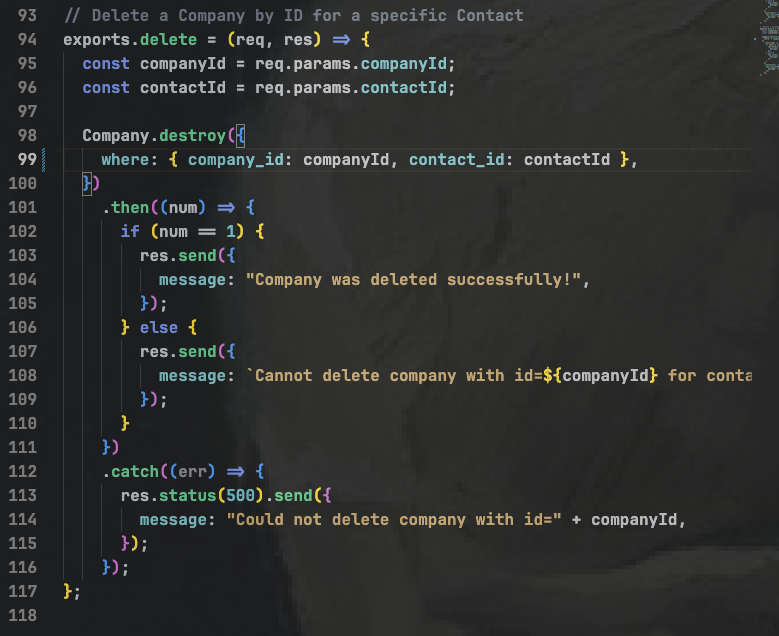 93 // Delete a Company by ID for a specific Contact
94 exports.delete = (req, res) => {
95 const companyId = req.params.companyId;
96 const contactId = req.params.contactId;
97
98 Company.destroy({
99 where: { company_id: companyId, contact_id: contactId },
100 })
101 .then((num) => {
102 if (num == 1) {
103 res.send({
104 message: "Company was deleted successfully!",
105 });
106 } else {
107 res.send({
108 message: `Cannot delete company with id=${companyId} for conta
109 });
110 }
111 })
112 .catch((err) => {
113 res.status(500).send({
114 message: "Could not delete company with id=" + companyId,
115 });
116 });
117 };
118